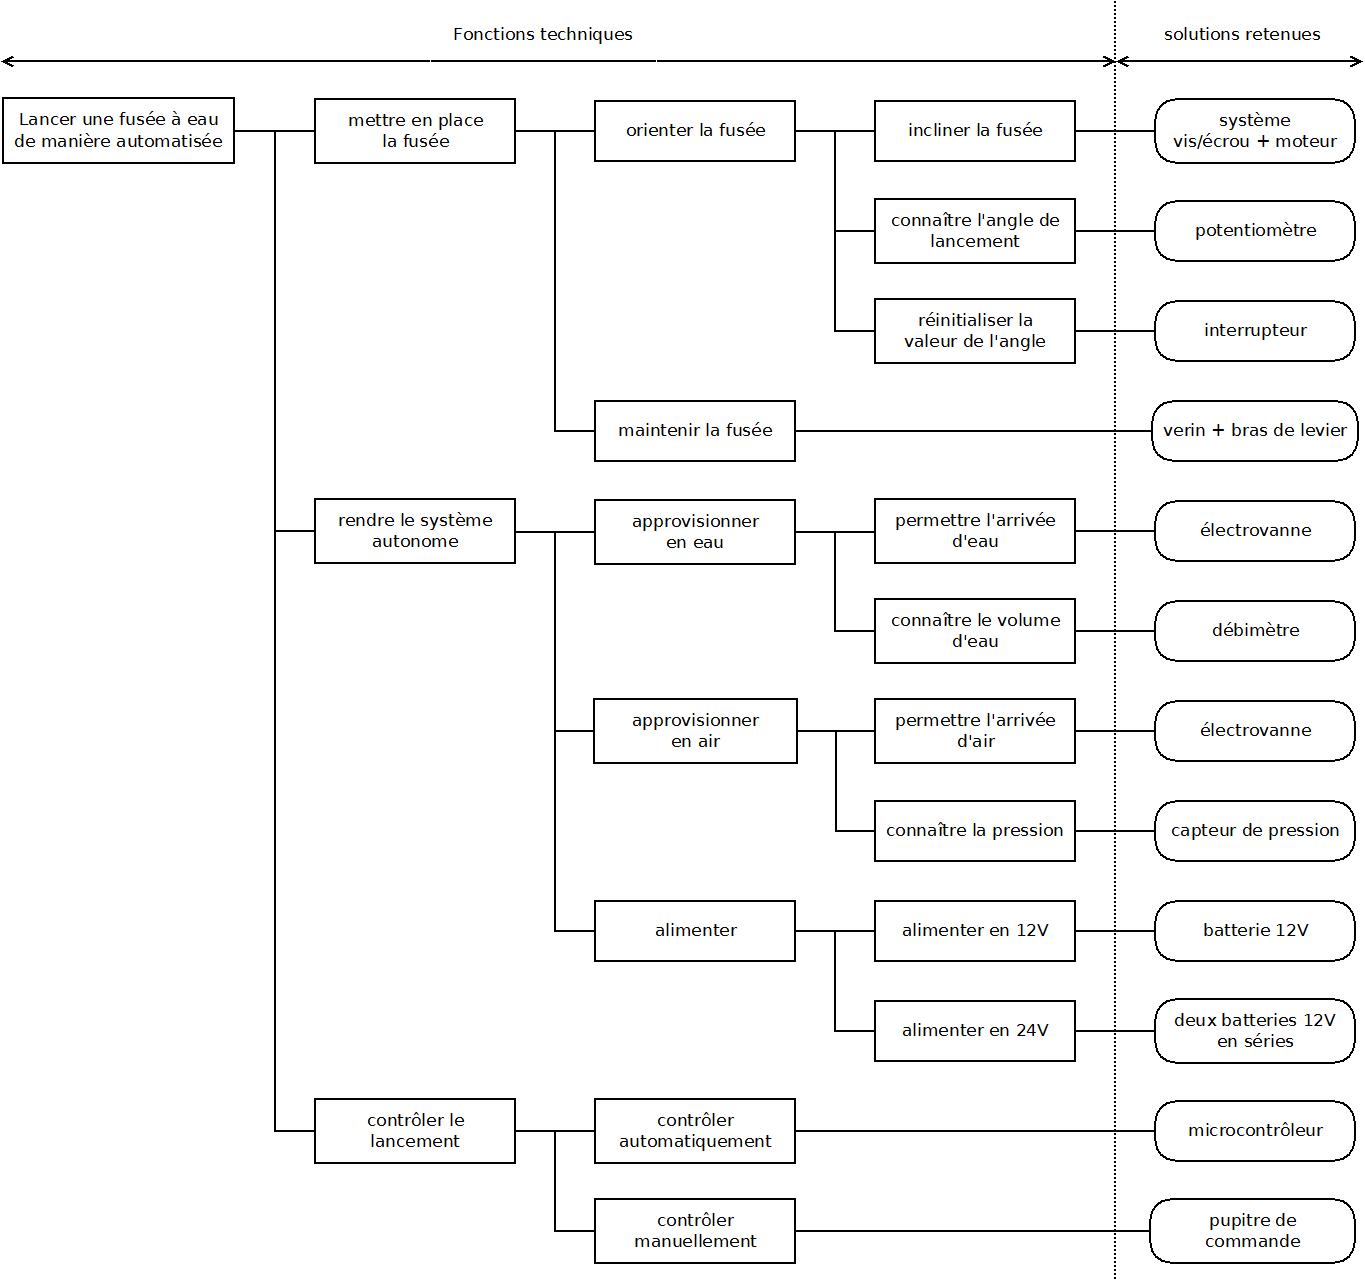 Fonctions techniques
solutions retenues
Lancer une fusée à eau
de manière automatisée
mettre en place
la fusée
orienter la fusée
incliner la fusée
système
vis/écrou + moteur
connaître l'angle de
lancement
potentiomètre
réinitialiser la
valeur de l'angle
interrupteur
maintenir la fusée
verin + bras de levier
rendre le système
autonome
approvisionner
en eau
permettre l'arrivée
d'eau
électrovanne
connaître le volume
d'eau
débimètre
approvisionner
en air
permettre l'arrivée
d'air
électrovanne
connaître la pression
capteur de pression
alimenter
alimenter en 12V
batterie 12V
alimenter en 24V
deux batteries 12V
en séries
contrôler le
lancement
contrôler
automatiquement
microcontrôleur
contrôler
manuellement
pupitre de
commande